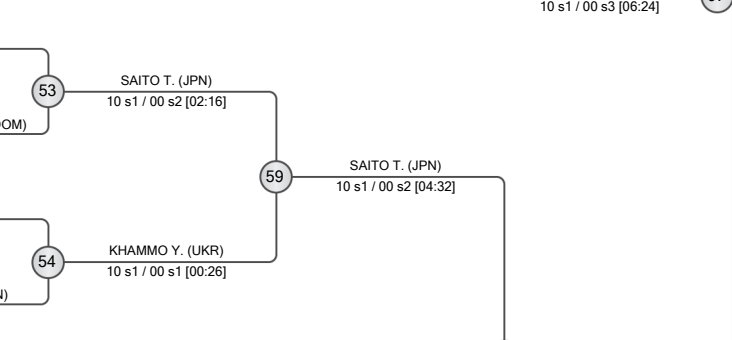 10 s1 / 00 s3 [06:24]
53
SAITO T. (JPN)
10 s1 / 00 s2 [02:16]
OM)
59
SAITO T. (JPN)
10 s1 / 00 s2 [04:32]
54
KHAMMO Y. (UKR)
10 s1 / 00 s1 [00:26]